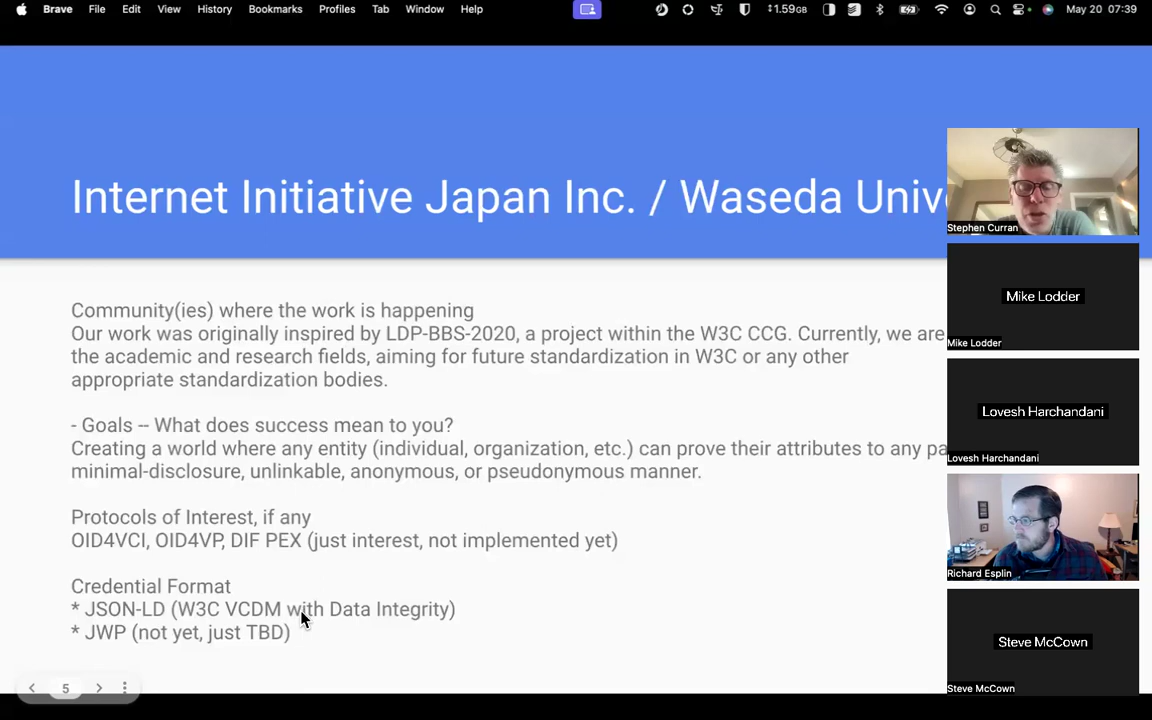 Brave File Edit View History Bookmarks Profiles Tab Window Help 1.59GB May 20 07:39
Internet Initiative Japan Inc. / Waseda Univ
Community(ies) where the work is happening
Our work was originally inspired by LDP-BBS-2020, a project within the W3C CCG. Currently, we are
the academic and research fields, aiming for future standardization in W3C or any other
appropriate standardization bodies.
- Goals -- What does success mean to you?
Creating a world where any entity (individual, organization, etc.) can prove their attributes to any pa
minimal-disclosure, unlinkable, anonymous, or pseudonymous manner.
Protocols of Interest, if any
OID4VCI, OID4VP, DIF PEX (just interest, not implemented yet)
Credential Format
* JSON-LD (W3C VCDM with Data Integrity)
* JWP (not yet, just TBD)
5
Stephen Curran
Mike Lodder
Mike Lodder
Lovesh Harchandani
Lovesh Harchandani
Richard Esplin
Steve McCown
Steve McCown